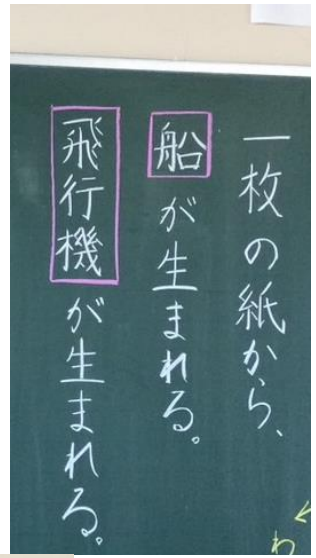 一枚の紙から、
船が生まれる。
飛行機が生まれる。
わ